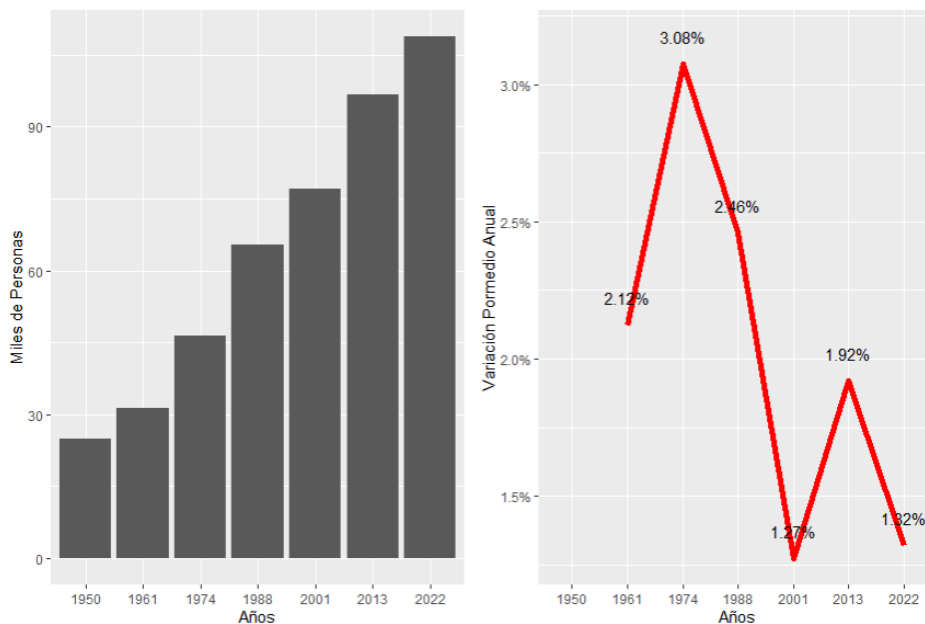 Miles de Personas
90
60
30
0
1950 1961 1974 1988 2001 2013 2022
Años
Variación Pormedio Anual
3.0%
2.5%
2.0%
1.5%
2.12%
3.08%
2.46%
1.27%
1.92%
1.32%
1950 1961 1974 1988 2001 2013 2022
Años